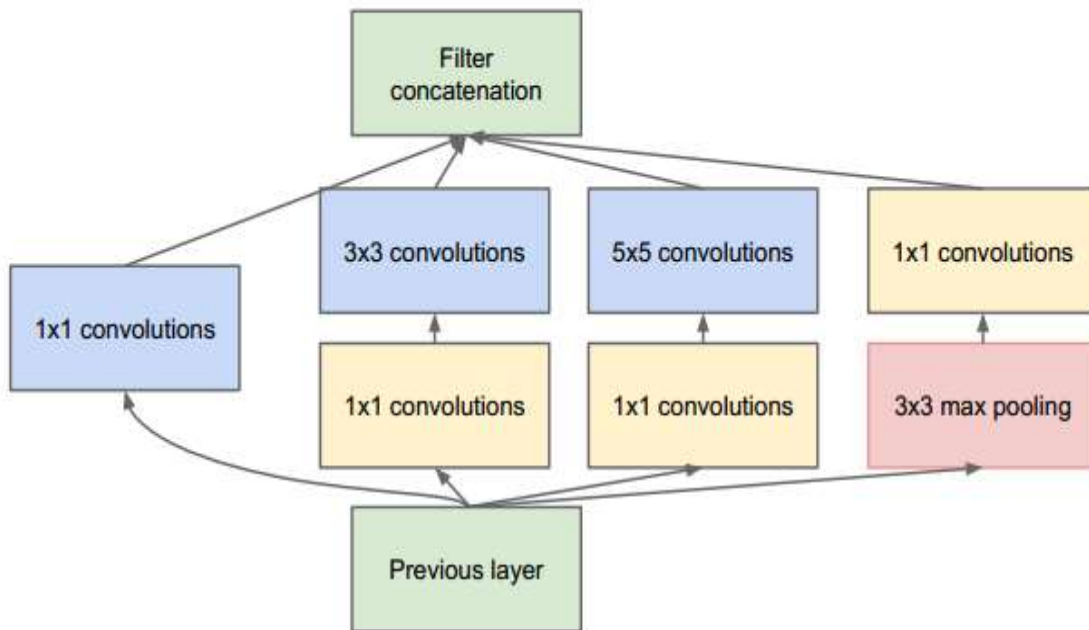 Filter
concatenation
3x3 convolutions
5x5 convolutions
1x1 convolutions
1x1 convolutions
1x1 convolutions
1x1 convolutions
3x3 max pooling
Previous layer